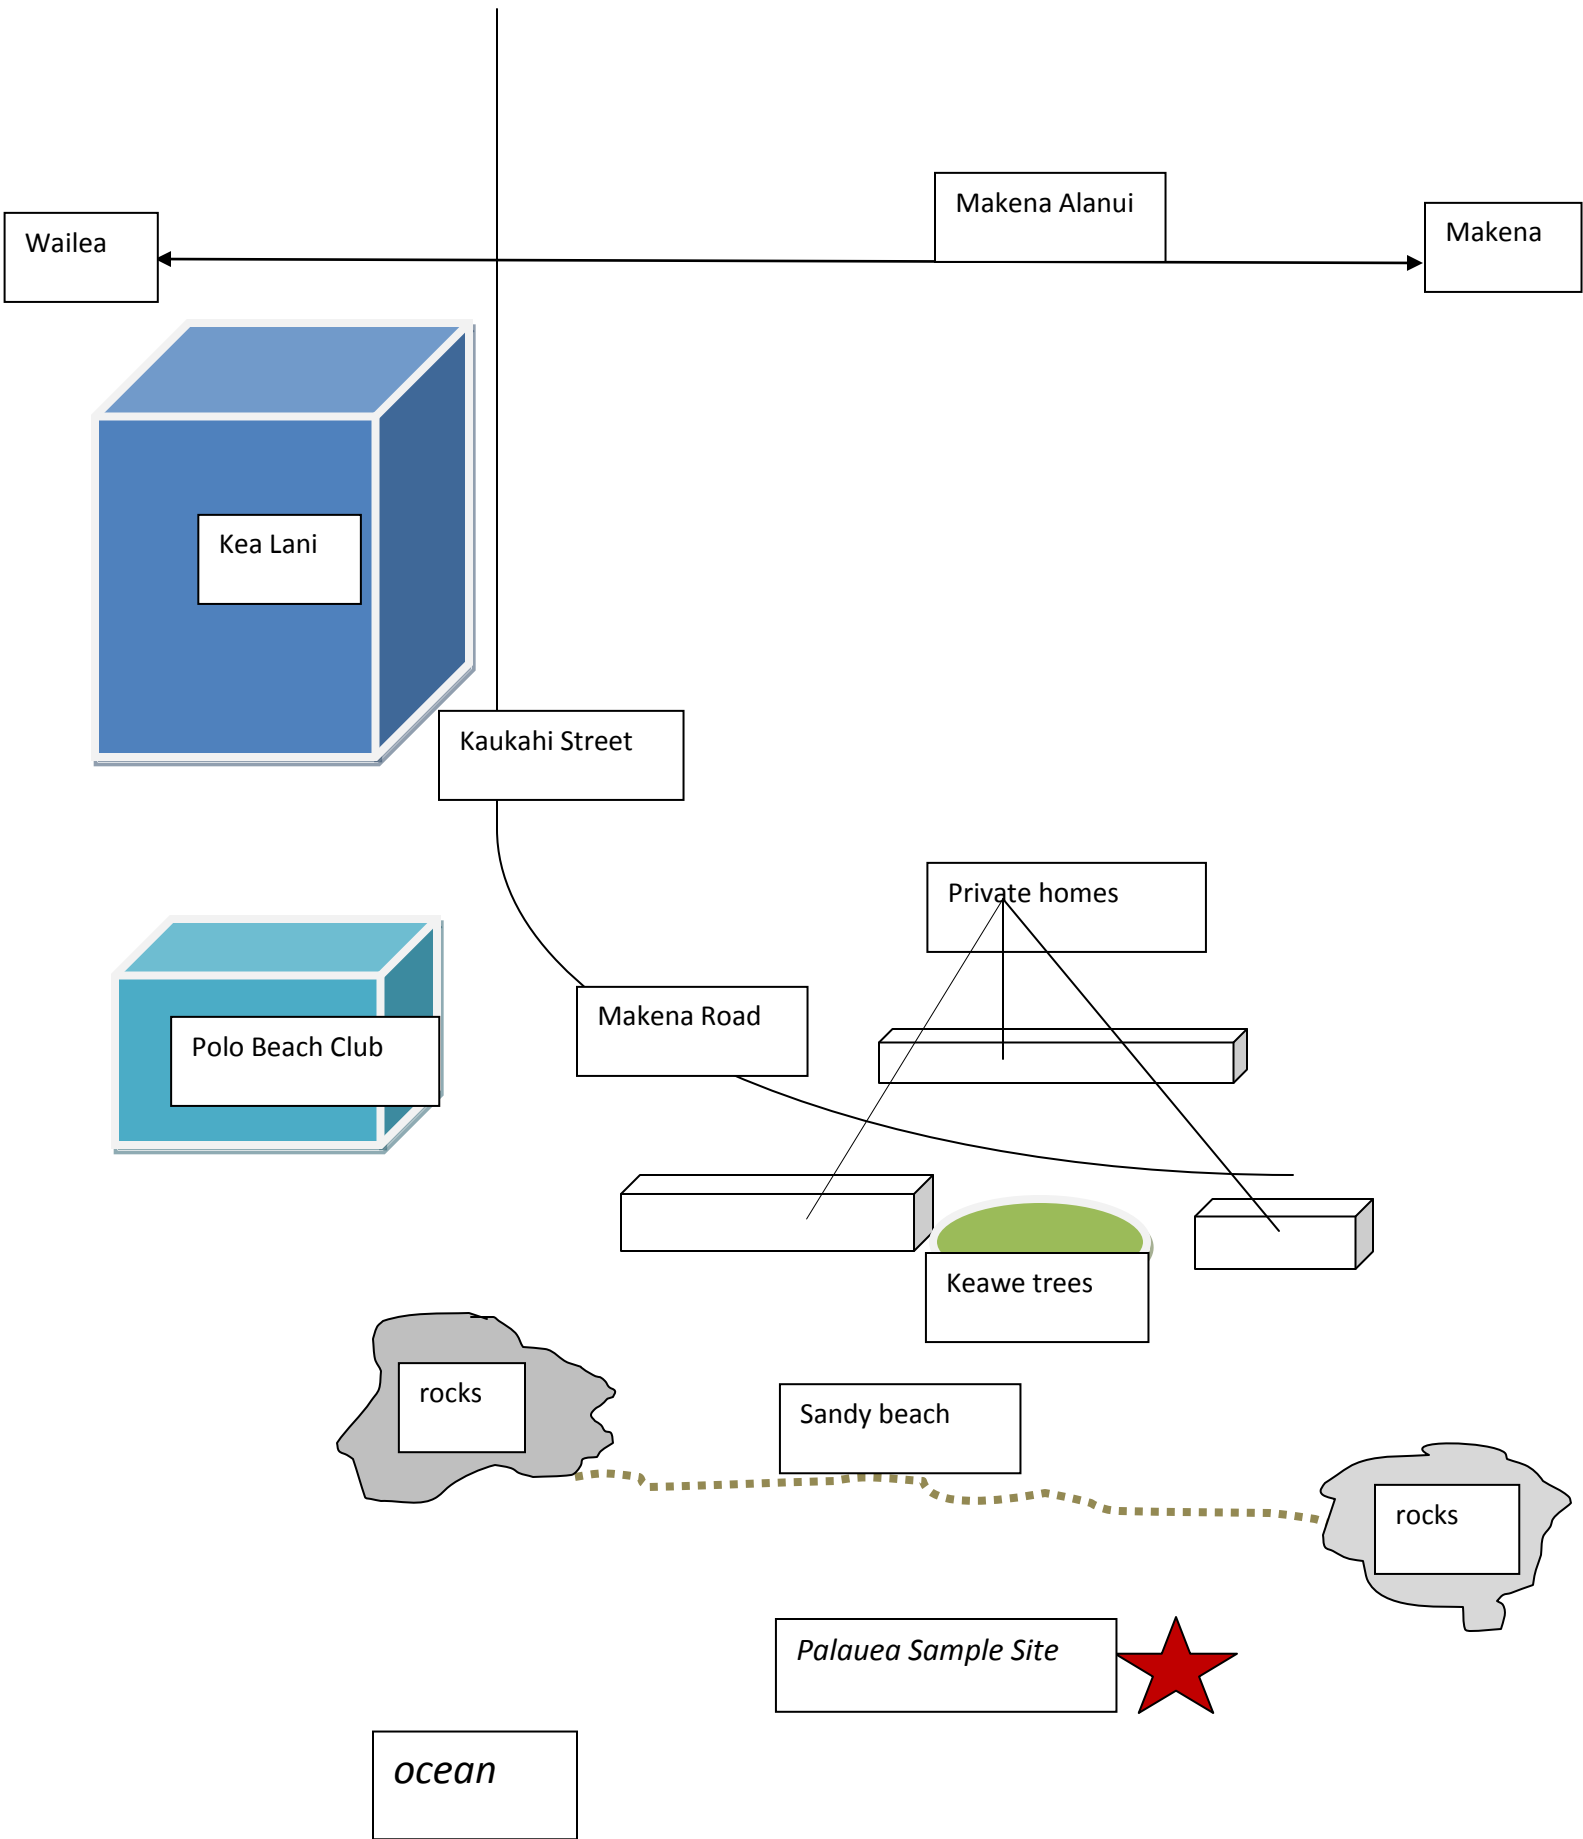 Makena Alanui
Wailea
Makena
Kea Lani
Kaukahi Street
Private homes
Makena Road
Polo Beach Club
Keawe trees
rocks
Sandy beach
rocks
Palauea Sample Site
ocean